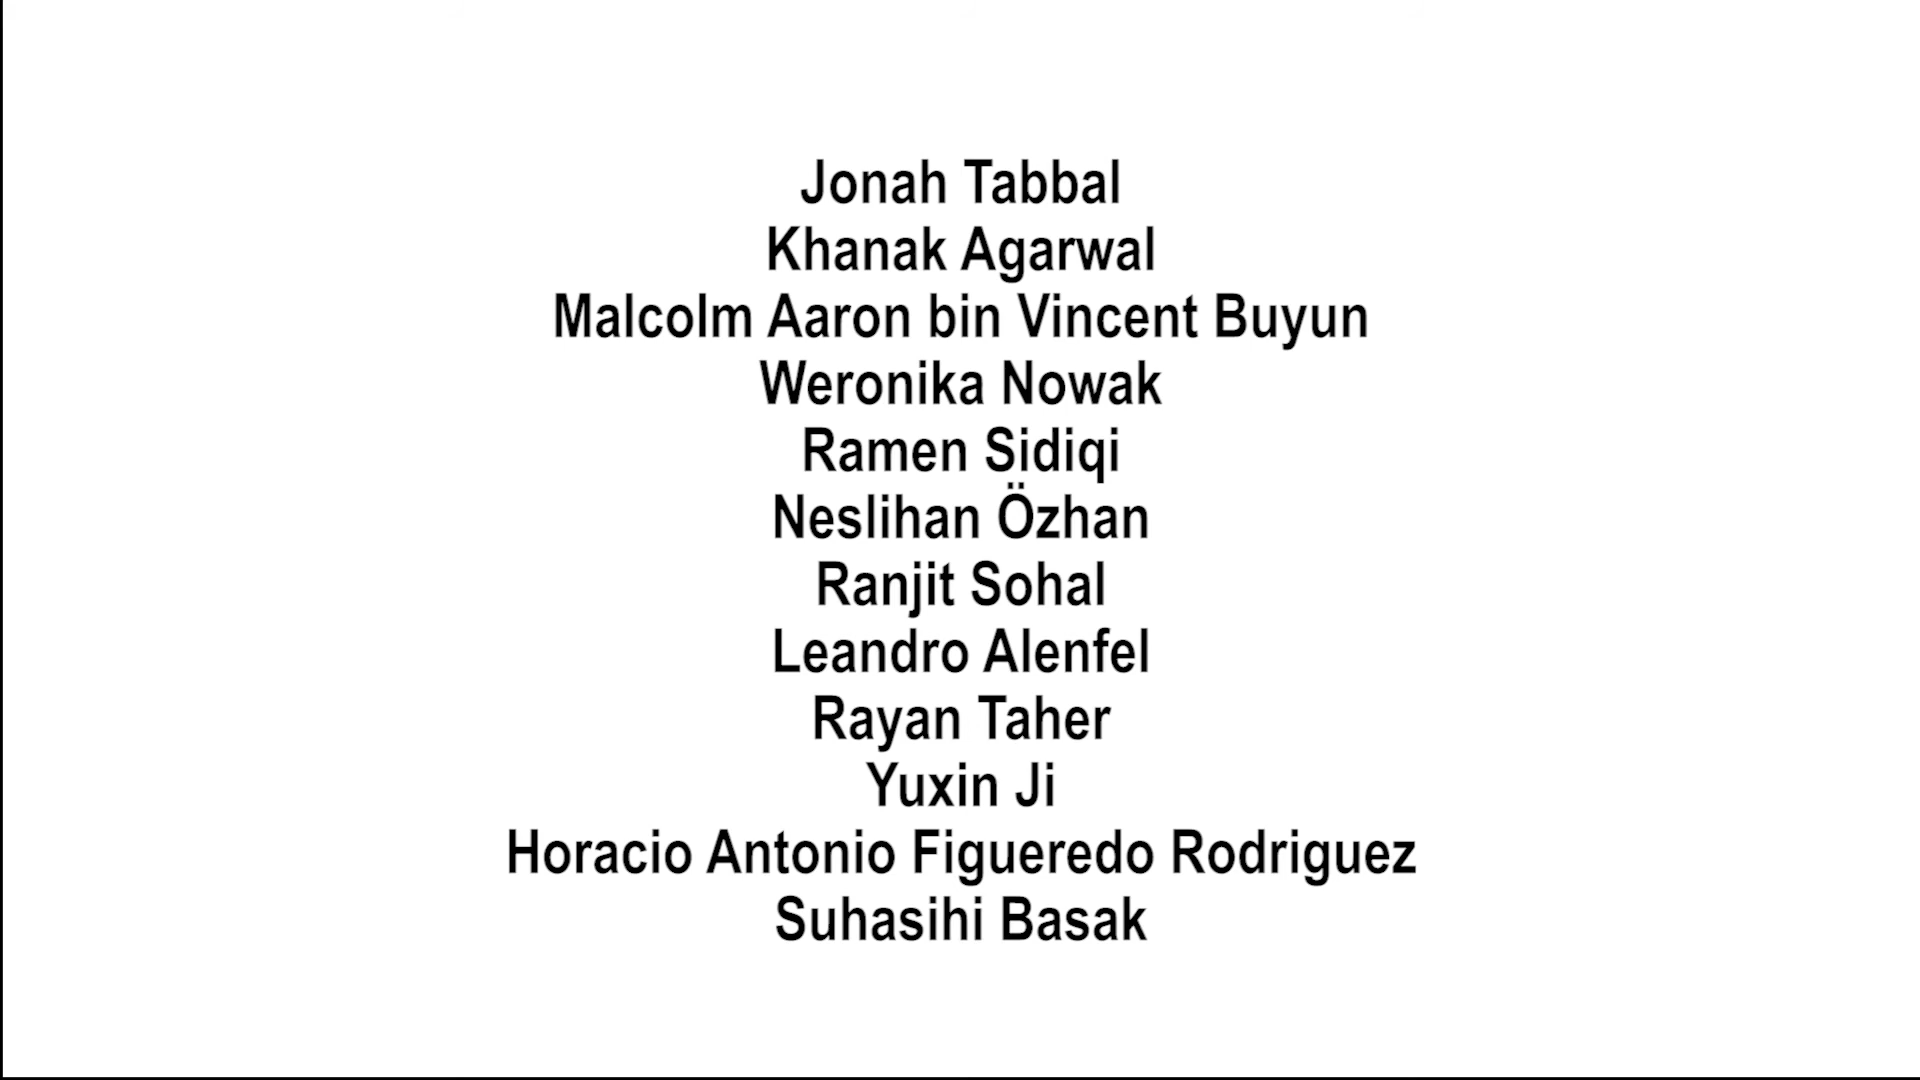 Jonah Tabbal
Khanak Agarwal
Malcolm Aaron bin Vincent Buyun
Weronika Nowak
Ramen Sidiqi
Neslihan Özhan
Ranjit Sohal
Leandro Alenfel
Rayan Taher
Yuxin Ji
Horacio Antonio Figueredo Rodriguez
Suhasihi Basak